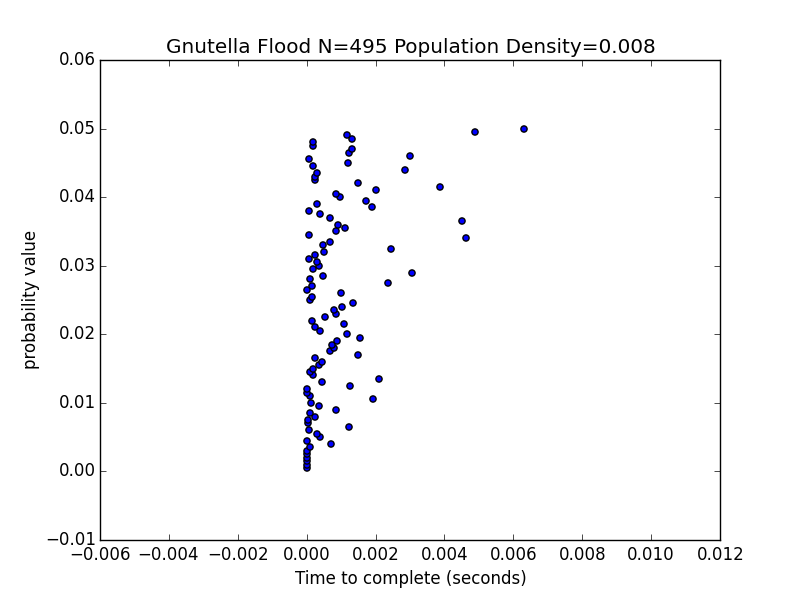 Gnutella Flood N=495 Population Density=0.008
0.06
0.05
0.04
0.03
0.02
0.01
0.00
−0.01
probability value
−0.006 −0.004 −0.002 0.000 0.002 0.004 0.006 0.008 0.010 0.012
Time to complete (seconds)